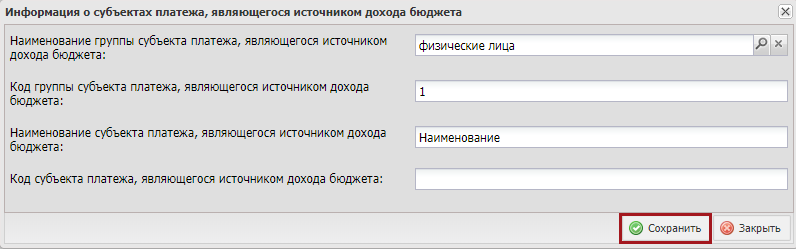 Информация о субъектах платежа, являющегося источником дохода бюджета
Наименование группы субъекта платежа, являющегося источником
дохода бюджета:
физические лица
Код группы субъекта платежа, являющегося источником дохода
бюджета:
1
Наименование субъекта платежа, являющегося источником дохода
бюджета:
Наименование
Код субъекта платежа, являющегося источником дохода бюджета:
Сохранить
Закрыть